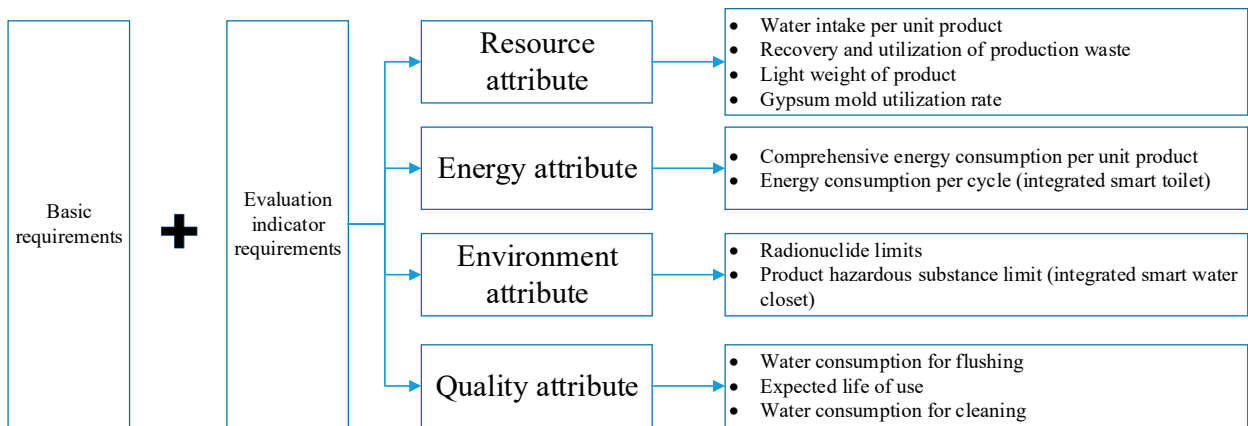 Basic
requirements
Evaluation
indicator
requirements
Resource
attribute
• Water intake per unit product
• Recovery and utilization of production waste
• Light weight of product
• Gypsum mold utilization rate
Energy attribute
• Comprehensive energy consumption per unit product
• Energy consumption per cycle (integrated smart toilet)
Environment
attribute
• Radionuclide limits
• Product hazardous substance limit (integrated smart water
closet)
Quality attribute
• Water consumption for flushing
• Expected life of use
• Water consumption for cleaning